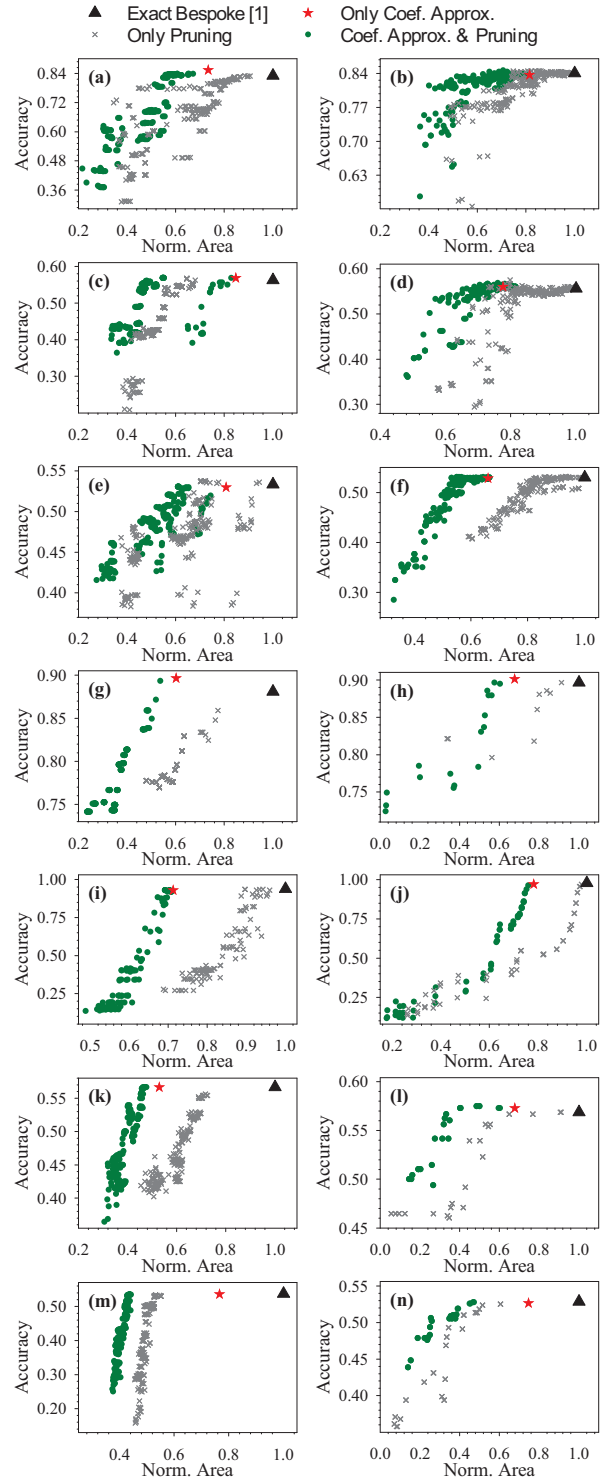 Exact Bespoke [1] Only Coef. Approx.
Only Pruning Coef. Approx. & Pruning
(a) (b)
Accuracy 0.84 0.72 0.60 0.48 0.36
Accuracy 0.84 0.77 0.70 0.63
0.2 0.4 0.6 0.8 1.0 0.2 0.4 0.6 0.8 1.0
Norm. Area Norm. Area
(c) (d)
Accuracy 0.60 0.50 0.40 0.30
Accuracy 0.60 0.50 0.40 0.30
0.2 0.4 0.6 0.8 1.0 0.4 0.6 0.8 1.0
Norm. Area Norm. Area
(e) (f)
Accuracy 0.55 0.50 0.45 0.40
Accuracy 0.50 0.40 0.30
0.2 0.4 0.6 0.8 1.0 0.4 0.6 0.8 1.0
Norm. Area Norm. Area
(g) (h)
Accuracy 0.90 0.85 0.80 0.75
Accuracy 0.90 0.85 0.80 0.75
0.2 0.4 0.6 0.8 1.0 0.0 0.2 0.4 0.6 0.8 1.0
Norm. Area Norm. Area
(i) (j)
Accuracy 1.00 0.75 0.50 0.25
Accuracy 1.00 0.75 0.50 0.25 0.00
0.5 0.6 0.7 0.8 0.9 1.0 0.2 0.4 0.6 0.8 1.0
Norm. Area Norm. Area
(k) (l)
Accuracy 0.55 0.50 0.45 0.40
Accuracy 0.60 0.55 0.50 0.45
0.2 0.4 0.6 0.8 1.0 0.0 0.2 0.4 0.6 0.8 1.0
Norm. Area Norm. Area
(m) (n)
Accuracy 0.50 0.40 0.30 0.20
Accuracy 0.55 0.50 0.45 0.40
0.4 0.6 0.8 1.0 0.0 0.2 0.4 0.6 0.8 1.0
Norm. Area Norm. Area